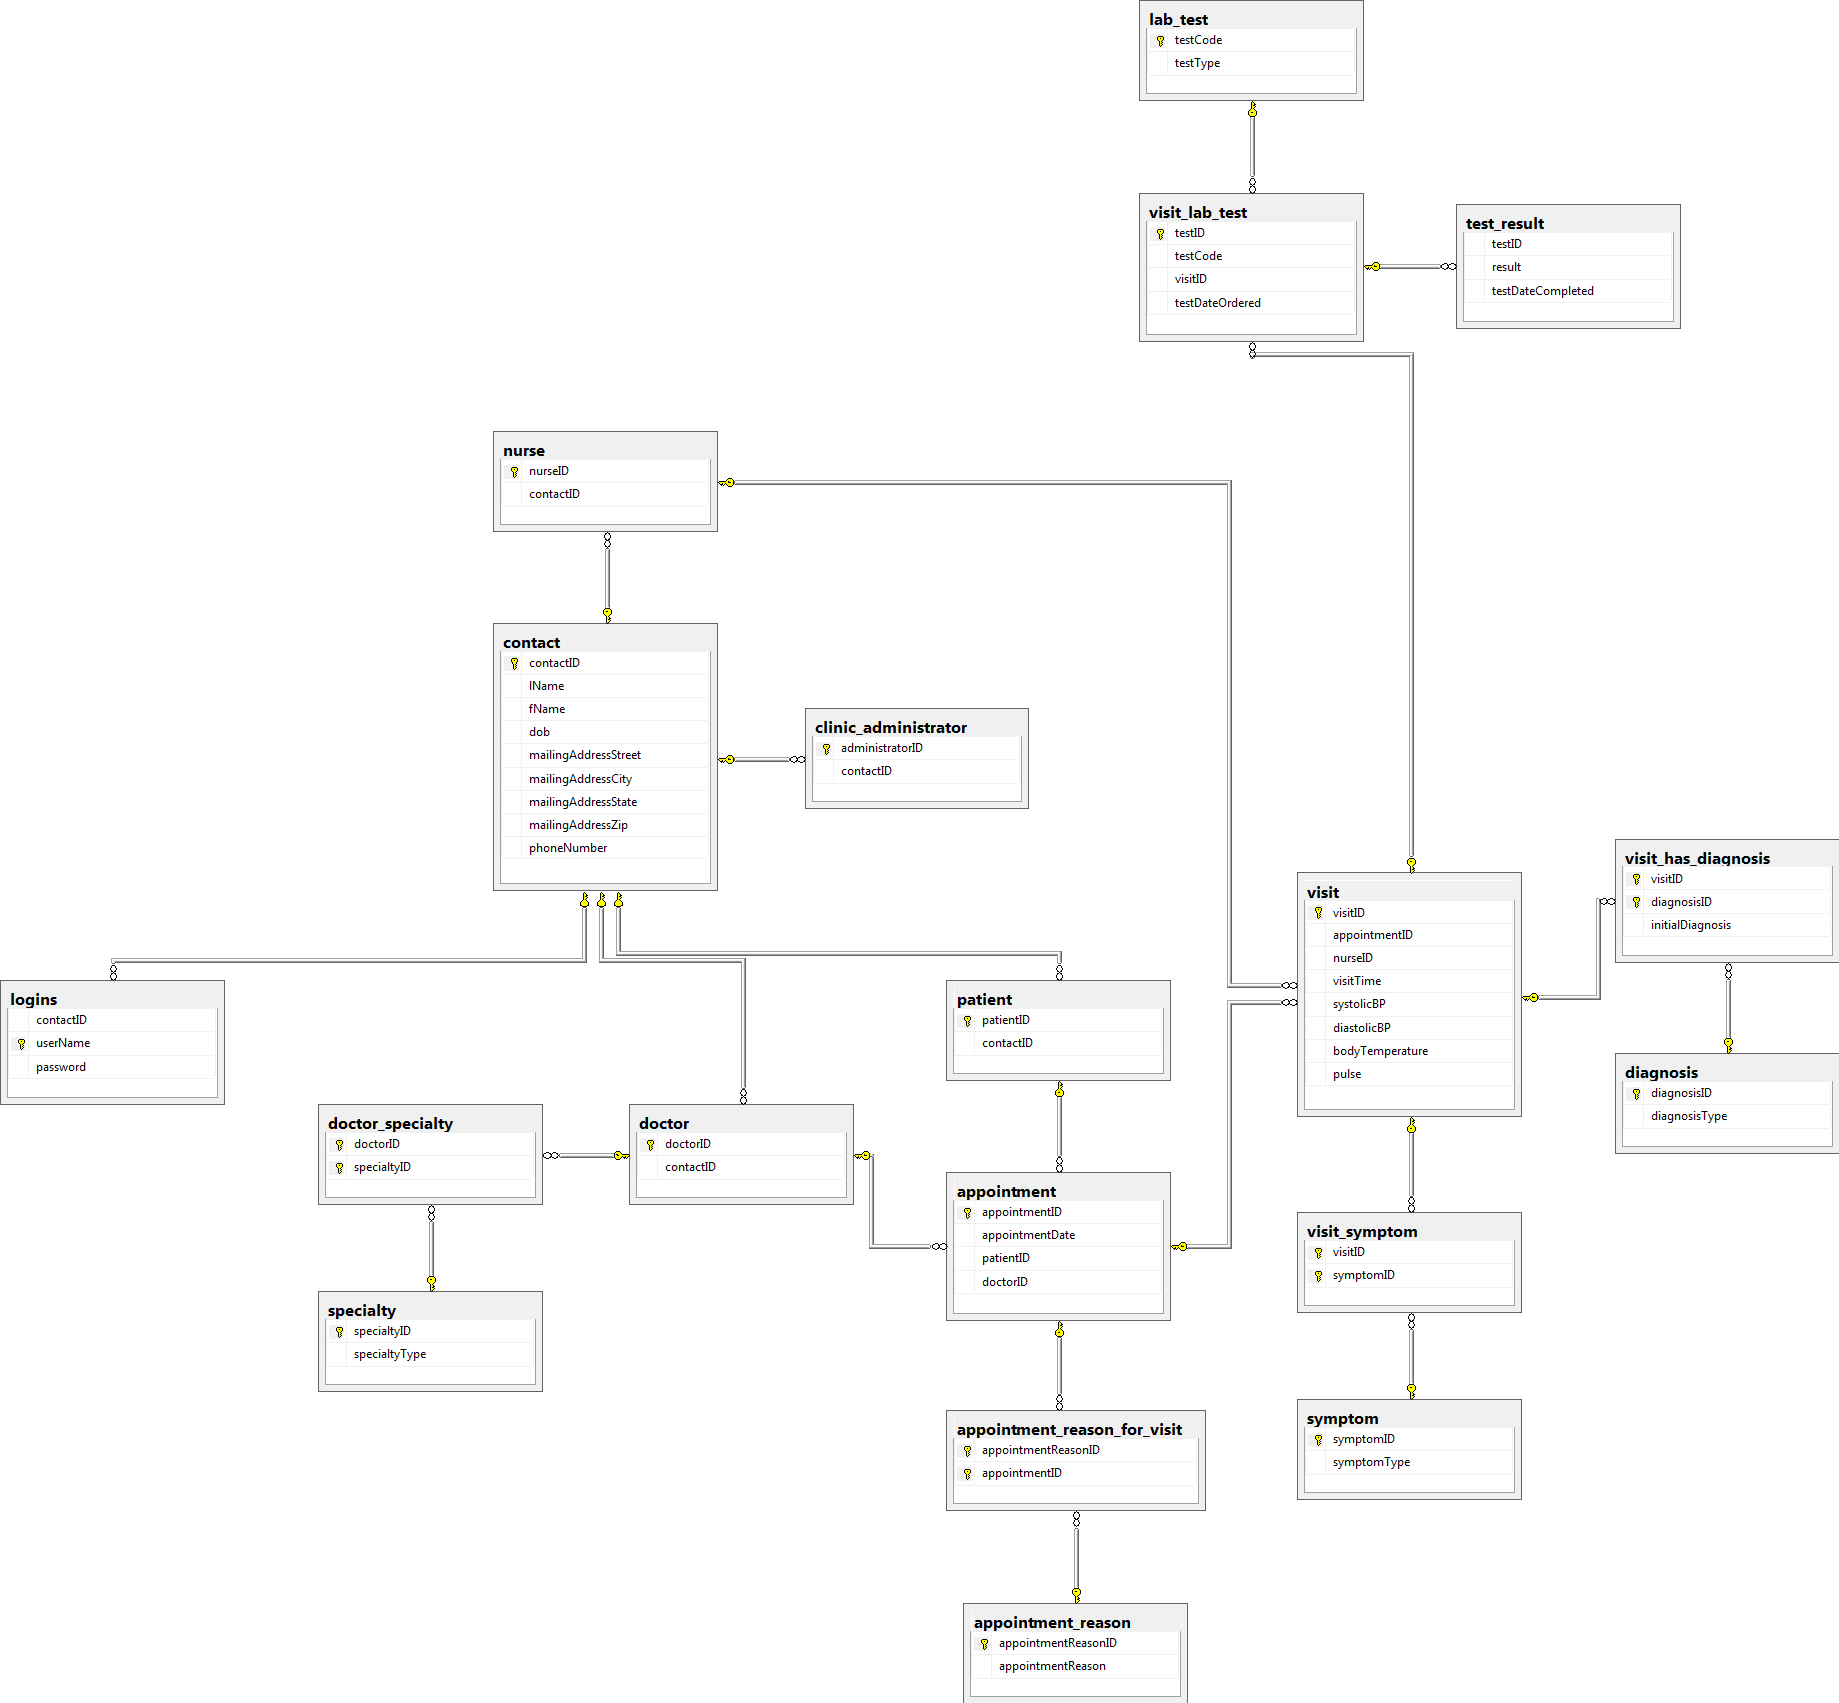 lab_test
testCode
testType
visit_lab_test
testID
testCode
visitID
testDateOrdered
test_result
testID
result
testDateCompleted
nurse
nurseID
contactID
contact
contactID
lName
fName
dob
mailingAddressStreet
mailingAddressCity
mailingAddressState
mailingAddressZip
phoneNumber
clinic_administrator
administratorID
contactID
visit_has_diagnosis
visitID
diagnosisID
initialDiagnosis
visit
visitID
appointmentID
nurseID
visitTime
systolicBP
diastolicBP
bodyTemperature
pulse
logins
contactID
userName
password
patient
patientID
contactID
diagnosis
diagnosisID
diagnosisType
doctor_specialty
doctorID
specialtyID
doctor
doctorID
contactID
appointment
appointmentID
appointmentDate
patientID
doctorID
visit_symptom
visitID
symptomID
specialty
specialtyID
specialtyType
appointment_reason_for_visit
appointmentReasonID
appointmentID
symptom
symptomID
symptomType
appointment_reason
appointmentReasonID
appointmentReason